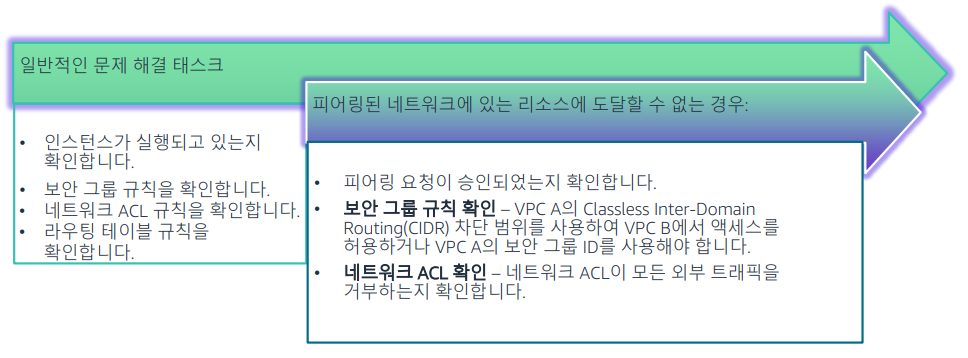 일반적인 문제 해결 태스크
• 인스턴스가 실행되고 있는지
확인합니다.
• 보안 그룹 규칙을 확인합니다.
• 네트워크 ACL 규칙을 확인합니다.
• 라우팅 테이블 규칙을
확인합니다.
피어링된 네트워크에 있는 리소스에 도달할 수 없는 경우:
• 피어링 요청이 승인되었는지 확인합니다.
• 보안 그룹 규칙 확인 – VPC A의 Classless Inter-Domain
Routing(CIDR) 차단 범위를 사용하여 VPC B에서 액세스를
허용하거나 VPC A의 보안 그룹 ID를 사용해야 합니다.
• 네트워크 ACL 확인 – 네트워크 ACL이 모든 외부 트래픽을
거부하는지 확인합니다.